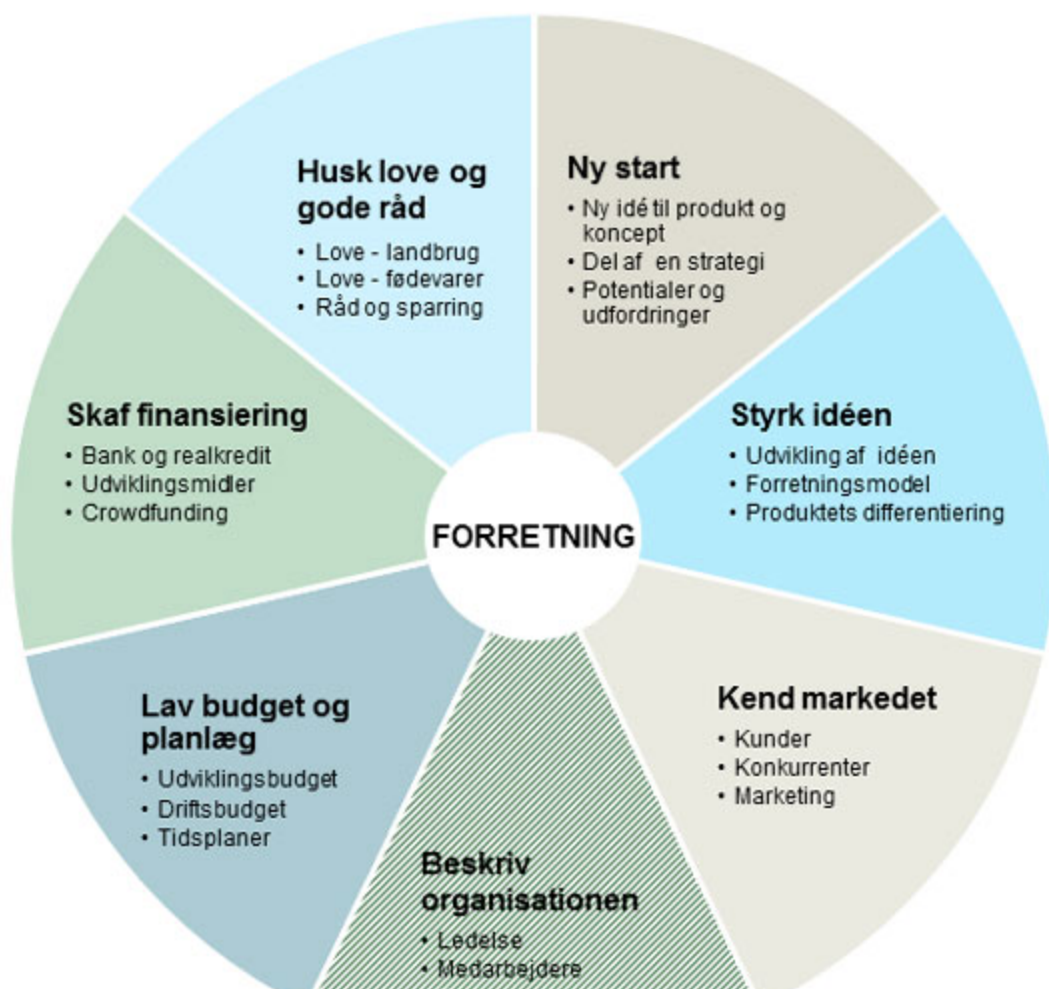 Husk love og
gode råd
• Love - landbrug
• Love - fødevarer
• Råd og sparring
Ny start
• Ny idé til produkt og
koncept
• Del af en strategi
• Potentialer og
udfordringer
Styrk idéen
• Udvikling af idéen
• Forretningsmodel
• Produktets differentiering
Kend markedet
• Kunder
• Konkurrenter
• Marketing
Beskriv
organisationen
• Ledelse
• Medarbejdere
Lav budget og
planlæg
• Udviklingsbudget
• Driftsbudget
• Tidsplaner
Skaf finansiering
• Bank og realkredit
• Udviklingsmidler
• Crowdfunding
FORRETNING